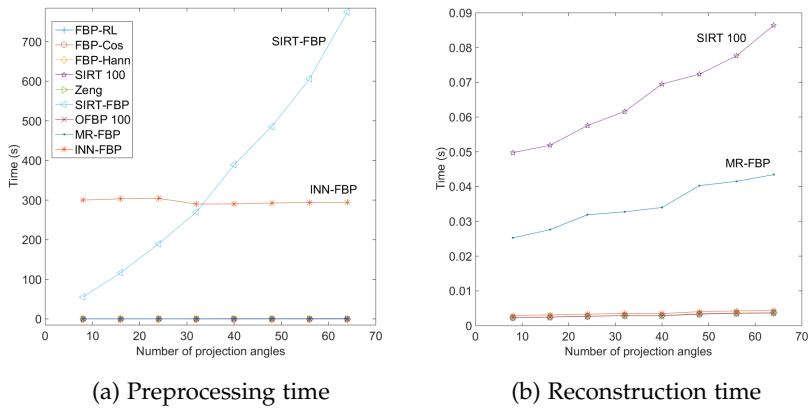 700
600
500
400
300
200
100
0
Time (s)
FBP-RL
FBP-Cos
FBP-Hann
SIRT 100
Zeng
SIRT-FBP
OFBP 100
MR-FBP
INN-FBP
SIRT-FBP
INN-FBP
0 10 20 30 40 50 60 70
Number of projection angles
(a) Preprocessing time
0.09
0.08
0.07
0.06
0.05
0.04
0.03
0.02
0.01
0
Time (s)
SIRT 100
MR-FBP
0 10 20 30 40 50 60 70
Number of projection angles
(b) Reconstruction time